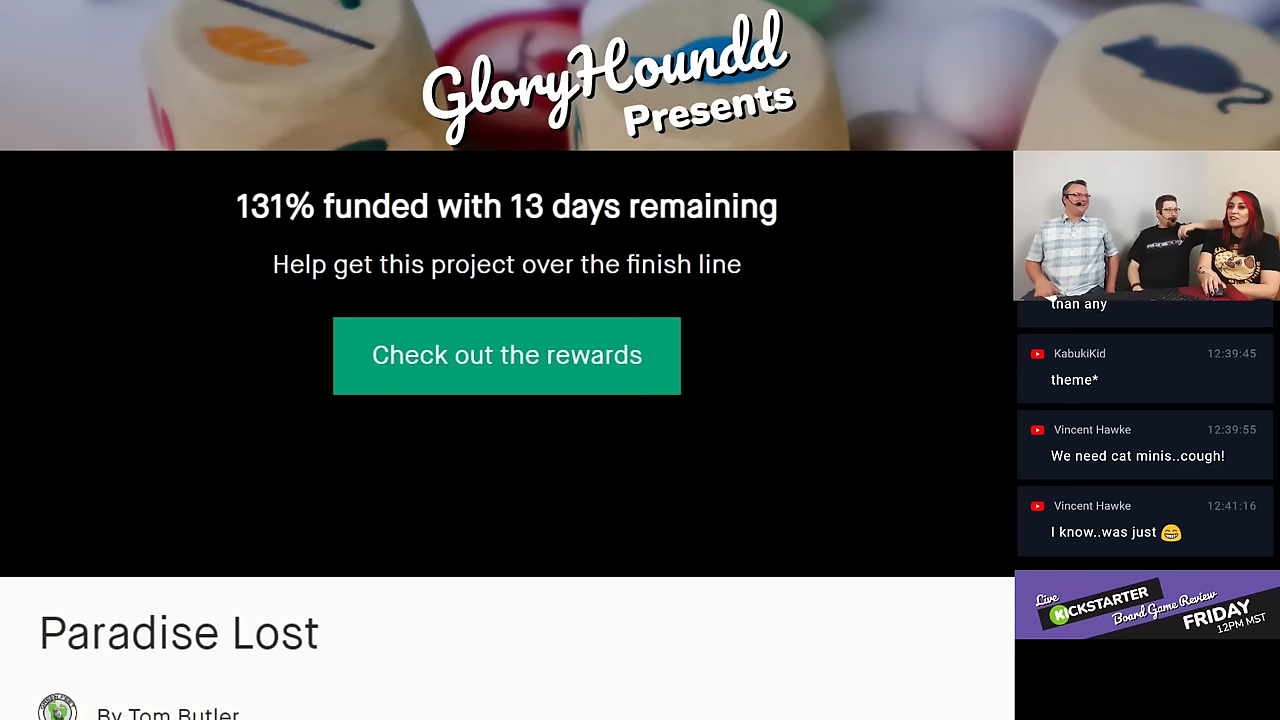 GloryHoundd
Presents
131% funded with 13 days remaining
Help get this project over the finish line
Check out the rewards
Paradise Lost
By Tom Butler
than any
KabukiKid 12:39:45
theme*
Vincent Hawke 12:39:55
We need cat minis..cough!
Vincent Hawke 12:41:16
I know..was just 😂
Live
KICKSTARTER
Board Game Review
FRIDAY
12PM MST